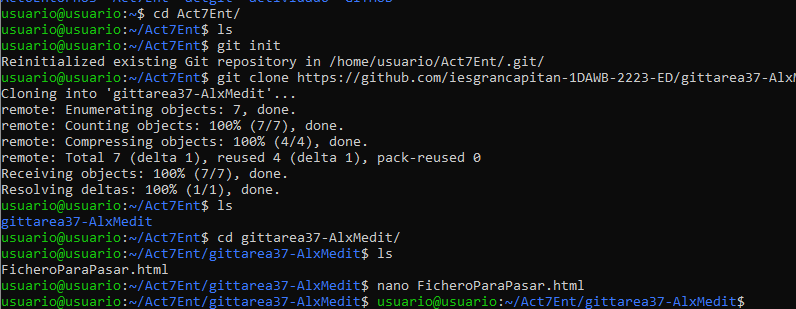 usuario@usuario:~$ cd Act7Ent/
usuario@usuario:~/Act7Ent$ ls
usuario@usuario:~/Act7Ent$ git init
Reinitialized existing Git repository in /home/usuario/Act7Ent/.git/
usuario@usuario:~/Act7Ent$ git clone https://github.com/iesgrancapitan-1DAWB-2223-ED/gittarea37-Alx
Cloning into 'gittarea37-AlxMedit'...
remote: Enumerating objects: 7, done.
remote: Counting objects: 100% (7/7), done.
remote: Compressing objects: 100% (4/4), done.
remote: Total 7 (delta 1), reused 4 (delta 1), pack-reused 0
Receiving objects: 100% (7/7), done.
Resolving deltas: 100% (1/1), done.
usuario@usuario:~/Act7Ent$ ls
gittarea37-AlxMedit
usuario@usuario:~/Act7Ent$ cd gittarea37-AlxMedit/
usuario@usuario:~/Act7Ent/gittarea37-AlxMedit$ ls
FicheroParaPasar.html
usuario@usuario:~/Act7Ent/gittarea37-AlxMedit$ nano FicheroParaPasar.html
usuario@usuario:~/Act7Ent/gittarea37-AlxMedit$ usuario@usuario:~/Act7Ent/gittarea37-AlxMedit$